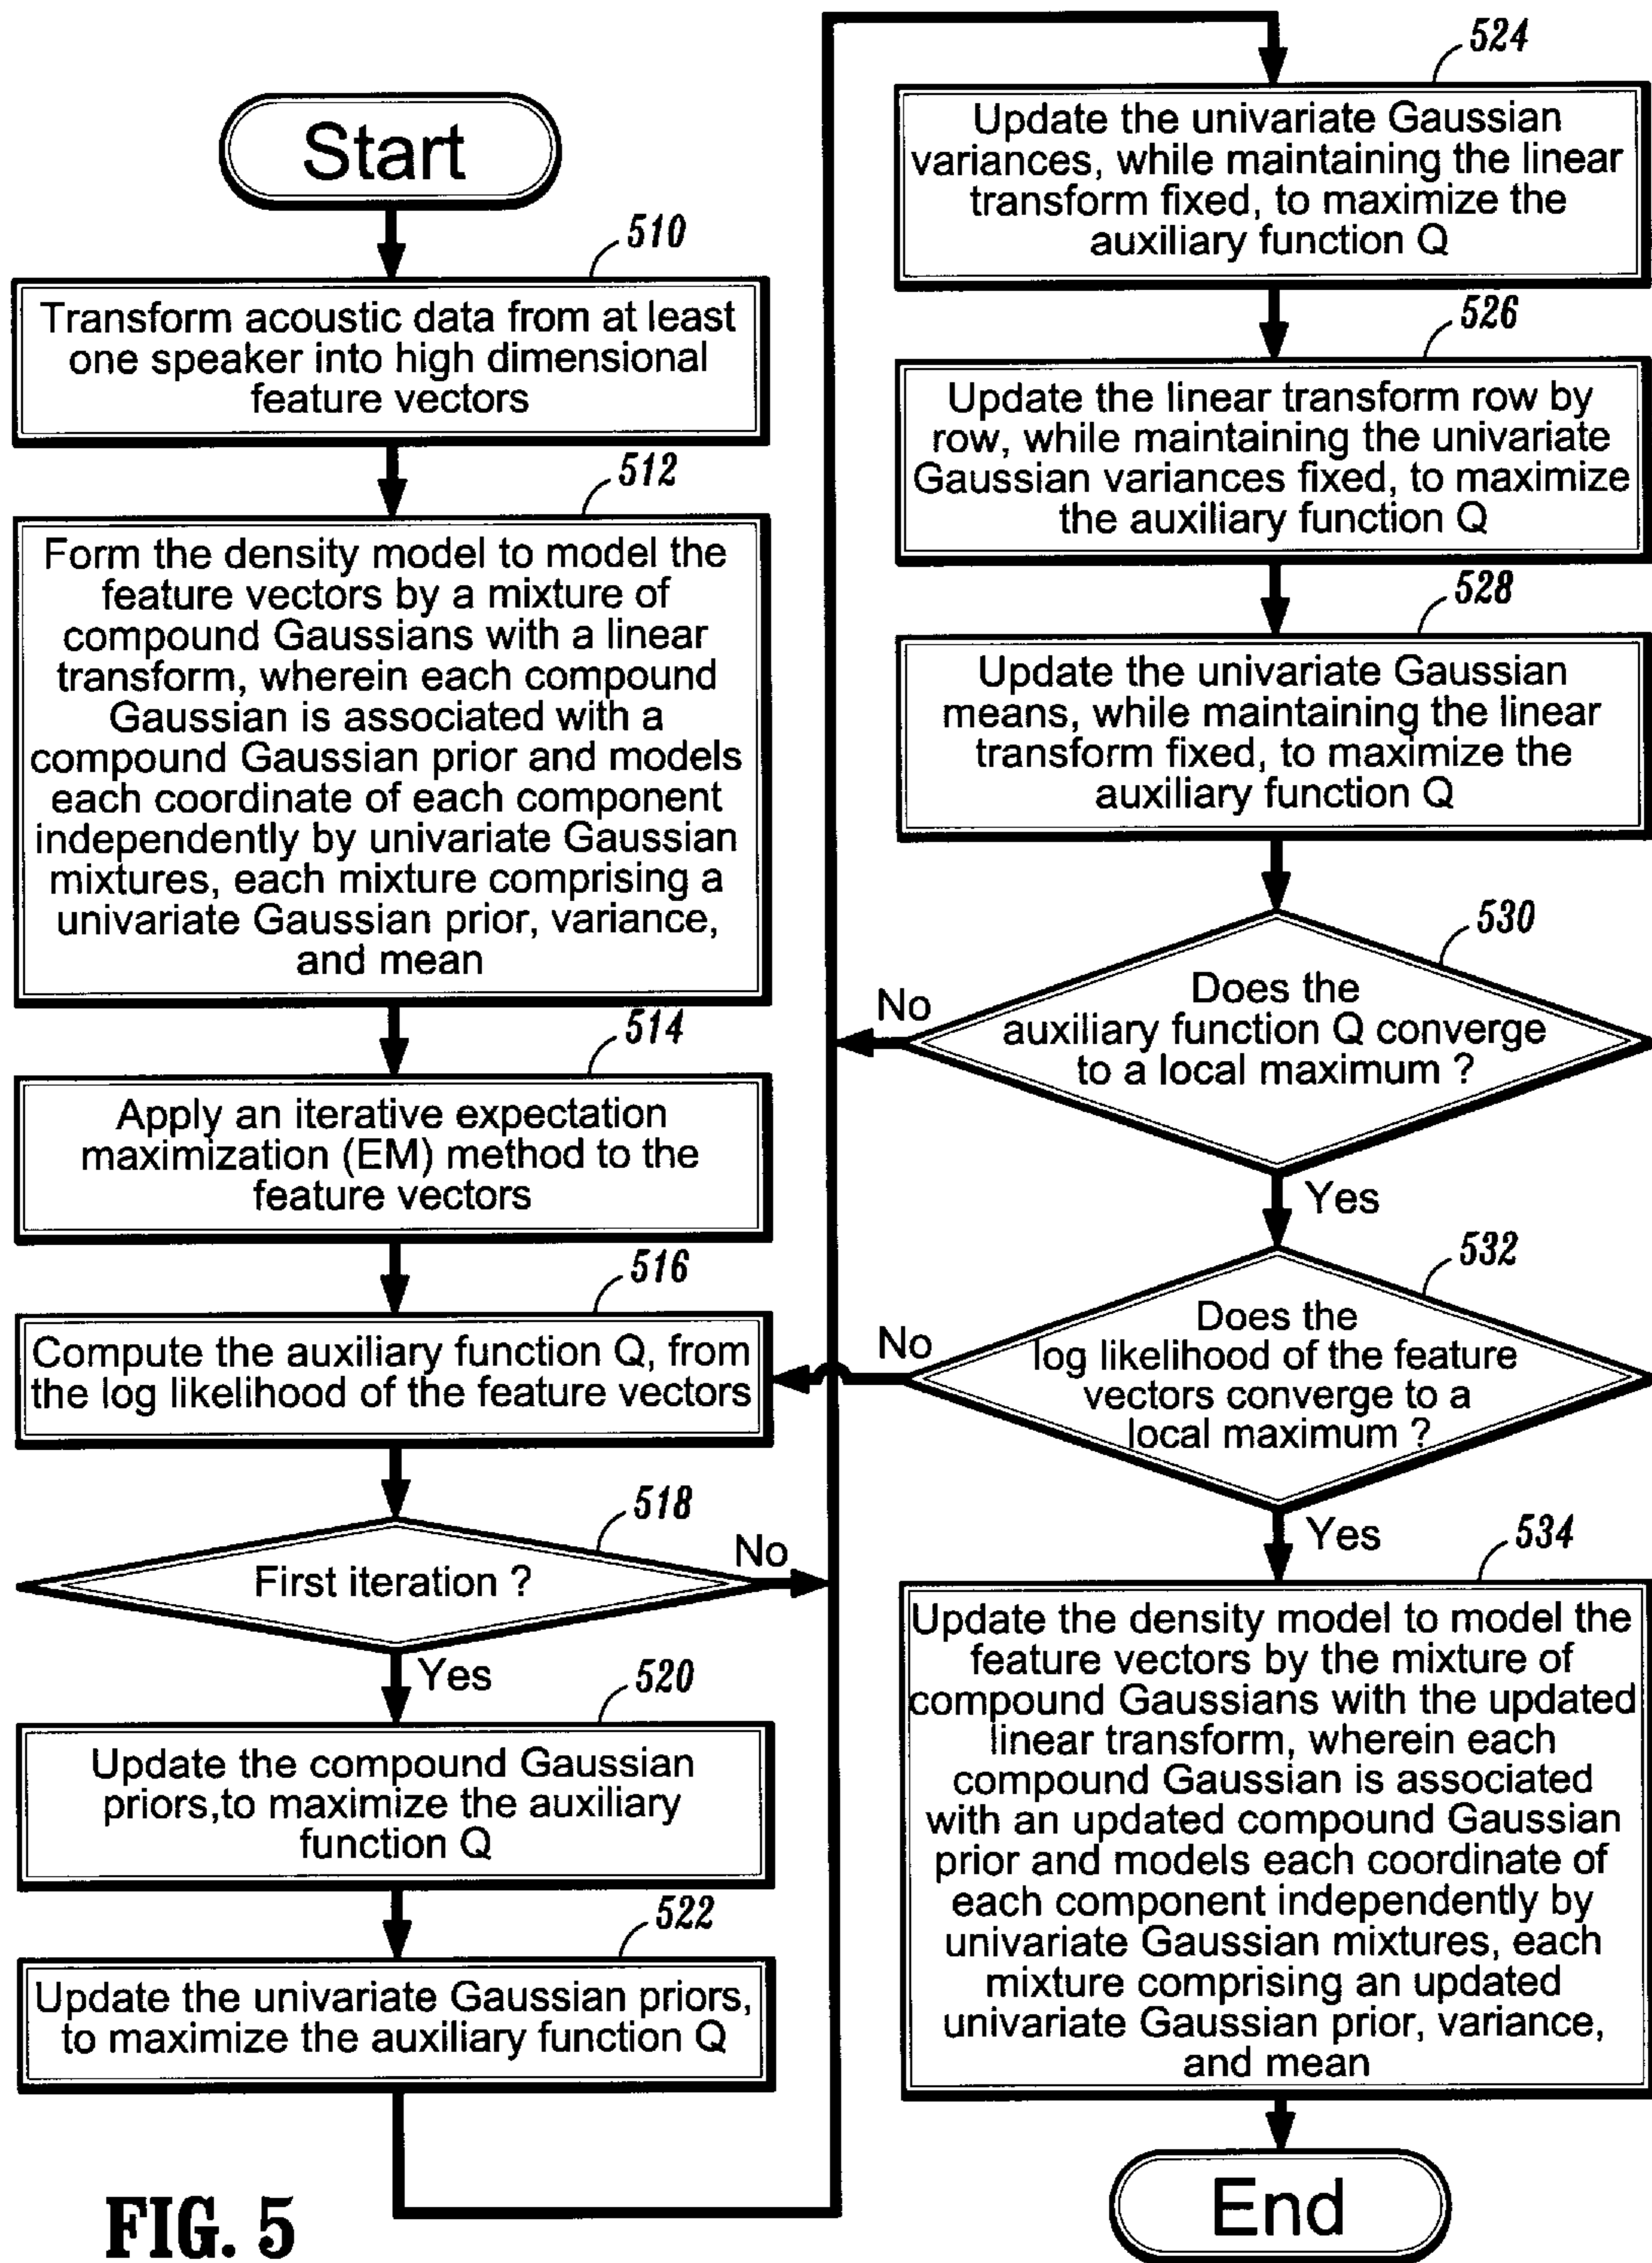 Start
510
Transform acoustic data from at least
one speaker into high dimensional
feature vectors
512
Form the density model to model the
feature vectors by a mixture of
compound Gaussians with a linear
transform, wherein each compound
Gaussian is associated with a
compound Gaussian prior and models
each coordinate of each component
independently by univariate Gaussian
mixtures, each mixture comprising a
univariate Gaussian prior, variance,
and mean
514
Apply an iterative expectation
maximization (EM) method to the
feature vectors
516
Compute the auxiliary function Q, from
the log likelihood of the feature vectors
518
First iteration ?
No
Yes
520
Update the compound Gaussian
priors,to maximize the auxiliary
function Q
522
Update the univariate Gaussian priors,
to maximize the auxiliary function Q
524
Update the univariate Gaussian
variances, while maintaining the linear
transform fixed, to maximize the
auxiliary function Q
526
Update the linear transform row by
row, while maintaining the univariate
Gaussian variances fixed, to maximize
the auxiliary function Q
528
Update the univariate Gaussian
means, while maintaining the linear
transform fixed, to maximize the
auxiliary function Q
530
Does the
auxiliary function Q converge
to a local maximum ?
No
Yes
532
Does the
log likelihood of the feature
vectors converge to a
local maximum ?
No
Yes
534
Update the density model to model the
feature vectors by the mixture of
compound Gaussians with the updated
linear transform, wherein each
compound Gaussian is associated
with an updated compound Gaussian
prior and models each coordinate of
each component independently by
univariate Gaussian mixtures, each
mixture comprising an updated
univariate Gaussian prior, variance,
and mean
End
FIG. 5